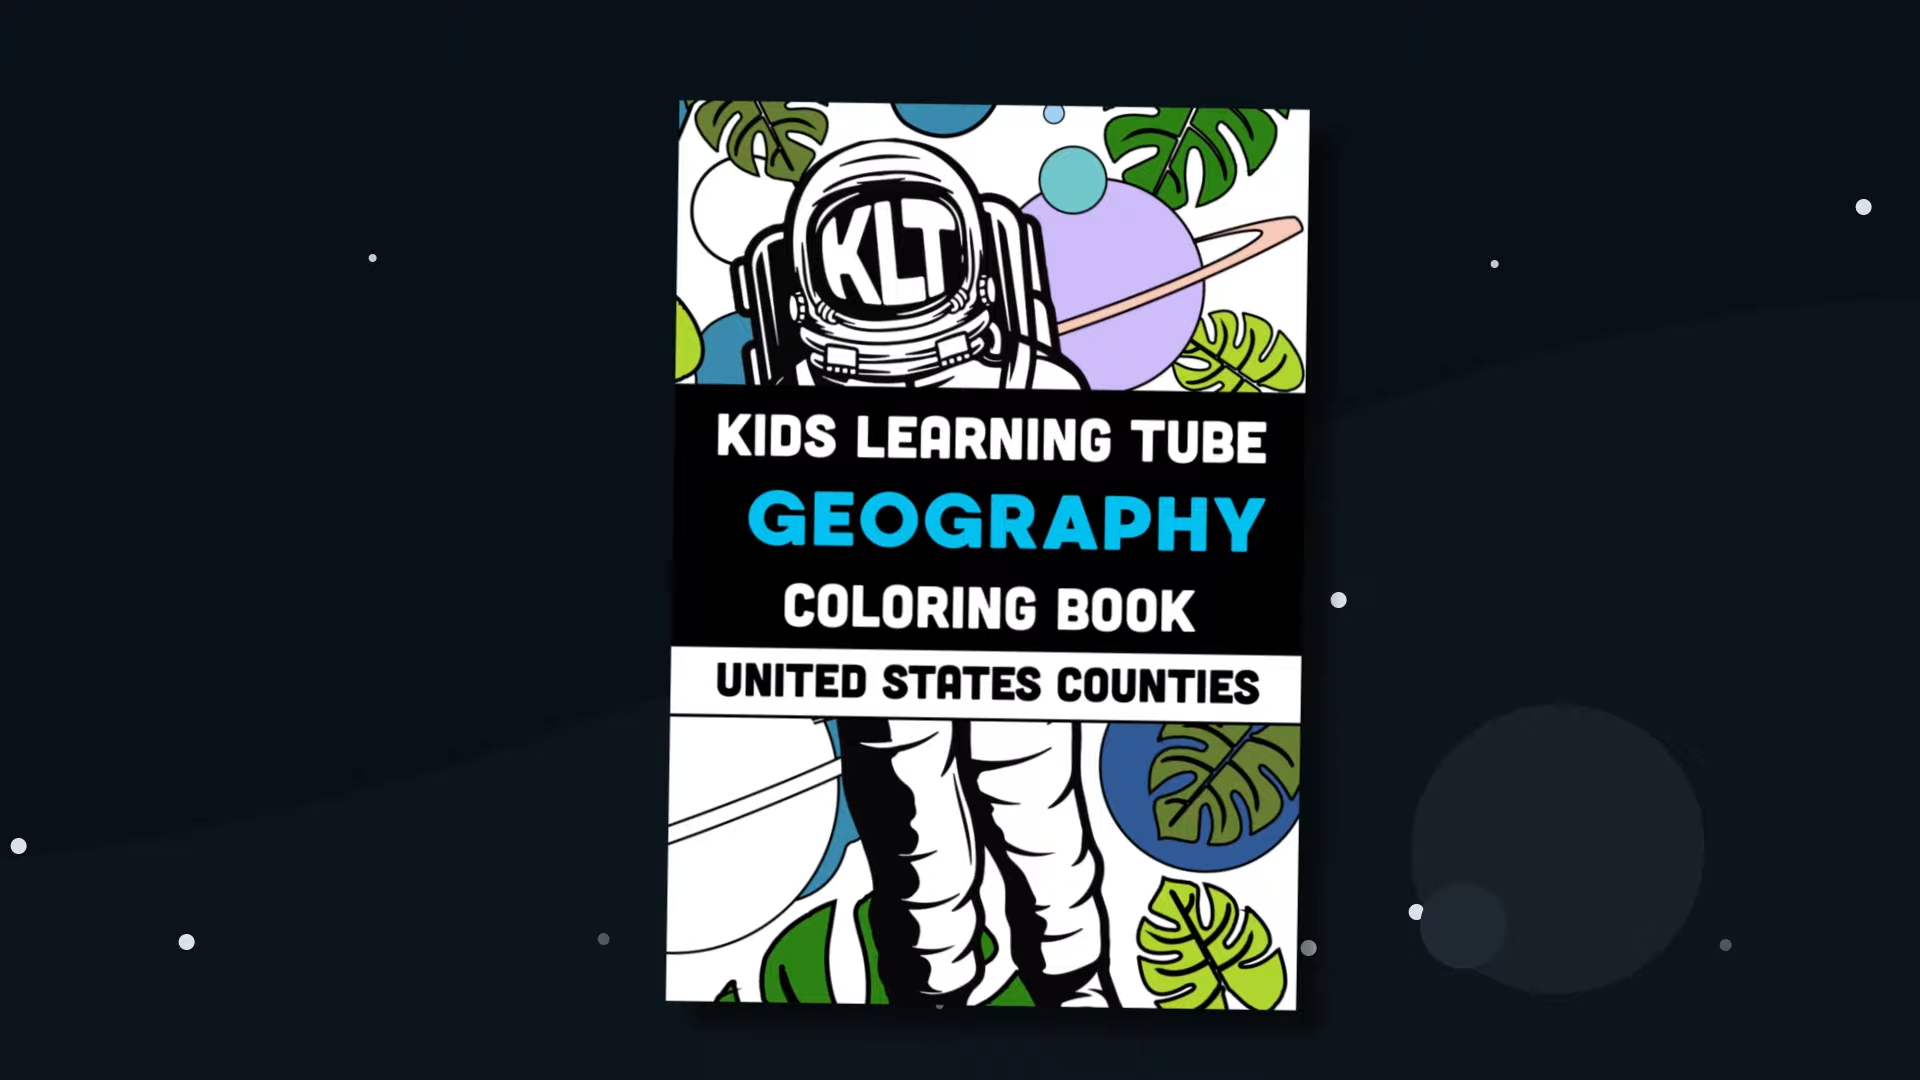 KLT
KIDS LEARNING TUBE
GEOGRAPHY
COLORING BOOK
UNITED STATES COUNTIES